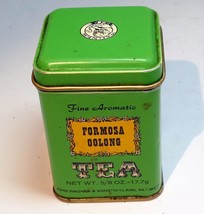 Fine Aromatic
FORMOSA
OOLONG
TEA
NET WT. 5/8 OZ.-17.7g